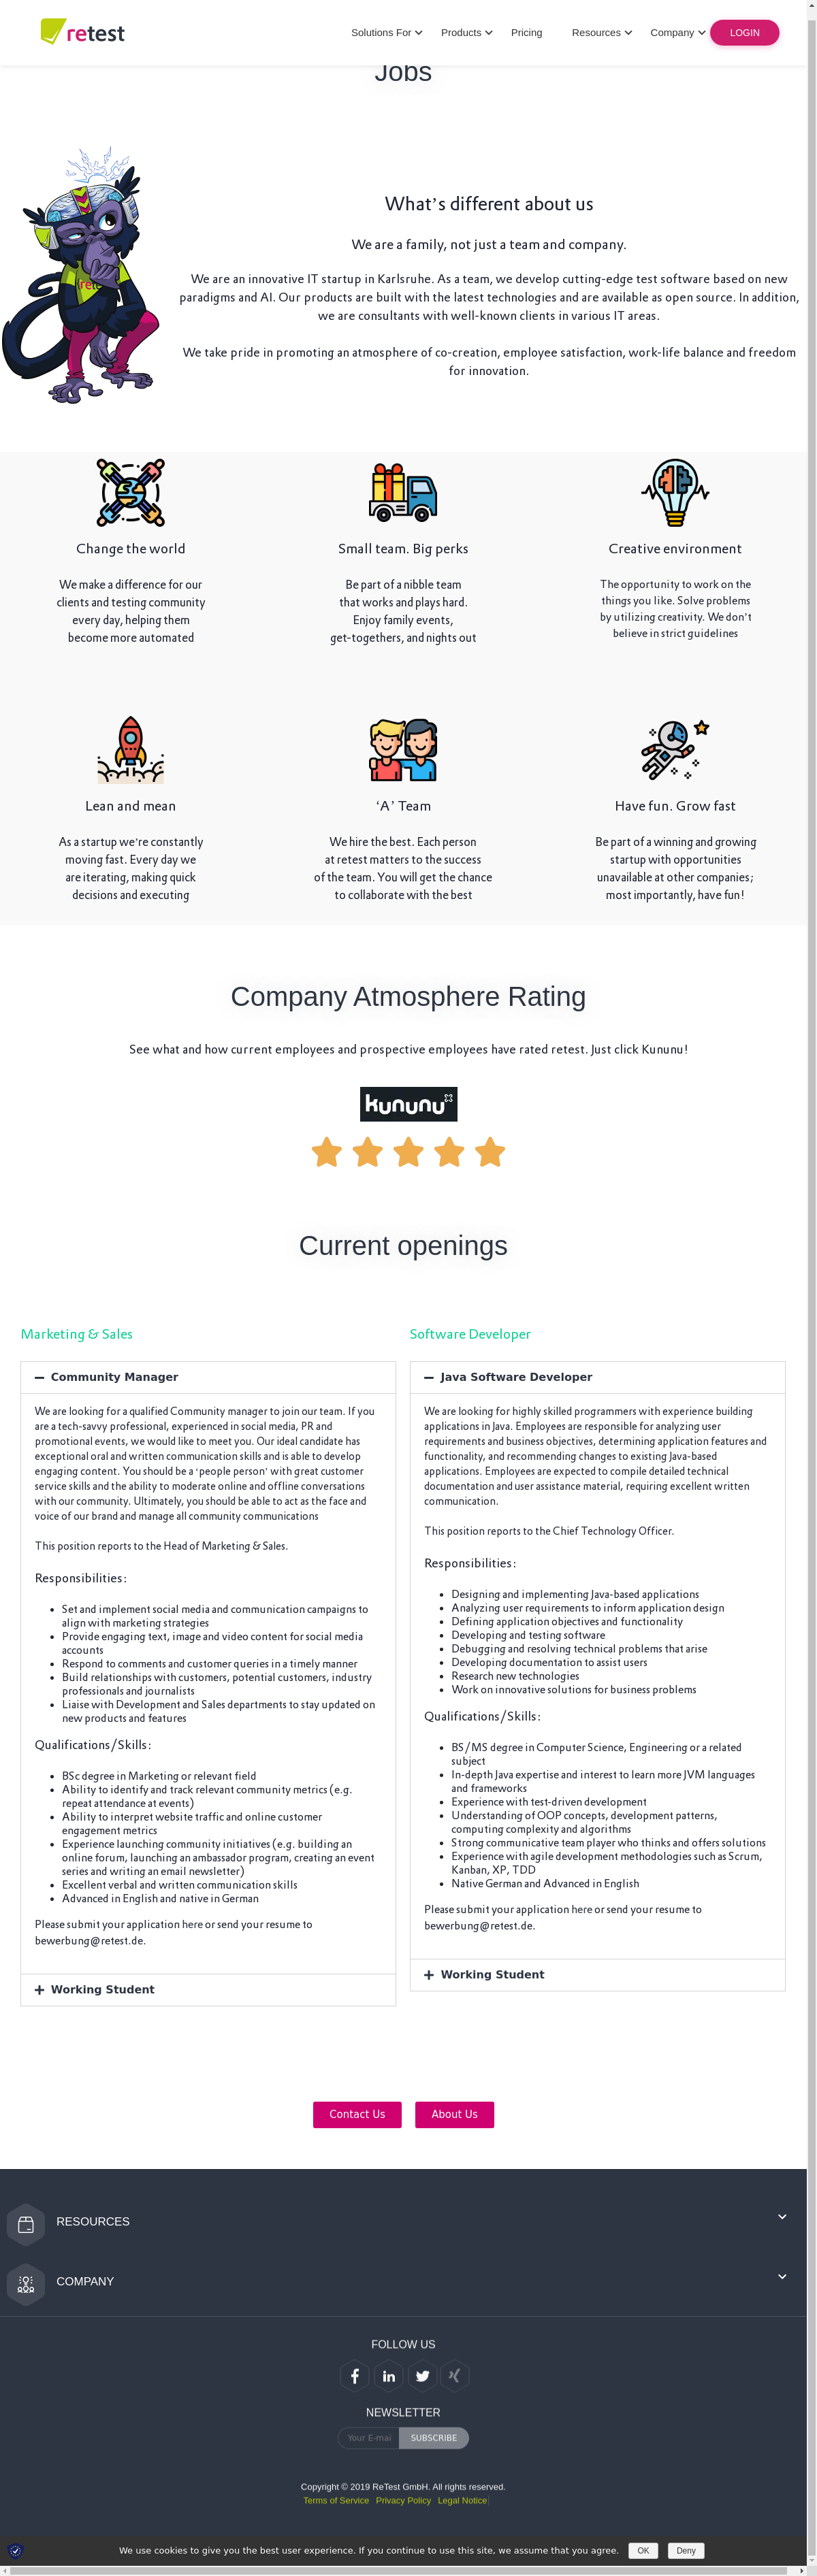 retest
Solutions For
Products
Pricing
Resources
Company
LOGIN
Jobs
What's different about us
We are a family, not just a team and company.
We are an innovative IT startup in Karlsruhe. As a team, we develop cutting-edge test software based on new
paradigms and AI. Our products are built with the latest technologies and are available as open source. In addition,
we are consultants with well-known clients in various IT areas.
We take pride in promoting an atmosphere of co-creation, employee satisfaction, work-life balance and freedom
for innovation.
Change the world
We make a difference for our
clients and testing community
every day, helping them
become more automated
Small team. Big perks
Be part of a nibble team
that works and plays hard.
Enjoy family events,
get-togethers, and nights out
Creative environment
The opportunity to work on the
things you like. Solve problems
by utilizing creativity. We don't
believe in strict guidelines
Lean and mean
As a startup we're constantly
moving fast. Every day we
are iterating, making quick
decisions and executing
‘A’ Team
We hire the best. Each person
at retest matters to the success
of the team. You will get the chance
to collaborate with the best
Have fun. Grow fast
Be part of a winning and growing
startup with opportunities
unavailable at other companies;
most importantly, have fun!
Company Atmosphere Rating
See what and how current employees and prospective employees have rated retest. Just click Kununu!
kununu
Current openings
Marketing & Sales
Community Manager
We are looking for a qualified Community manager to join our team. If you
are a tech-savvy professional, experienced in social media, PR and
promotional events, we would like to meet you. Our ideal candidate has
exceptional oral and written communication skills and is able to develop
engaging content. You should be a ‘people person’ with great customer
service skills and the ability to moderate online and offline conversations
with our community. Ultimately, you should be able to act as the face and
voice of our brand and manage all community communications
This position reports to the Head of Marketing & Sales.
Responsibilities:
• Set and implement social media and communication campaigns to
align with marketing strategies
• Provide engaging text, image and video content for social media
accounts
• Respond to comments and customer queries in a timely manner
• Build relationships with customers, potential customers, industry
professionals and journalists
• Liaise with Development and Sales departments to stay updated on
new products and features
Qualifications/Skills:
• BSc degree in Marketing or relevant field
• Ability to identify and track relevant community metrics (e.g.
repeat attendance at events)
• Ability to interpret website traffic and online customer
engagement metrics
• Experience launching community initiatives (e.g. building an
online forum, launching an ambassador program, creating an event
series and writing an email newsletter)
• Excellent verbal and written communication skills
• Advanced in English and native in German
Please submit your application here or send your resume to
bewerbung@retest.de.
Working Student
Software Developer
Java Software Developer
We are looking for highly skilled programmers with experience building
applications in Java. Employees are responsible for analyzing user
requirements and business objectives, determining application features and
functionality, and recommending changes to existing Java-based
applications. Employees are expected to compile detailed technical
documentation and user assistance material, requiring excellent written
communication.
This position reports to the Chief Technology Officer.
Responsibilities:
• Designing and implementing Java-based applications
• Analyzing user requirements to inform application design
• Defining application objectives and functionality
• Developing and testing software
• Debugging and resolving technical problems that arise
• Developing documentation to assist users
• Research new technologies
• Work on innovative solutions for business problems
Qualifications/Skills:
• BS/MS degree in Computer Science, Engineering or a related
subject
• In-depth Java expertise and interest to learn more JVM languages
and frameworks
• Experience with test-driven development
• Understanding of OOP concepts, development patterns,
computing complexity and algorithms
• Strong communicative team player who thinks and offers solutions
• Experience with agile development methodologies such as Scrum,
Kanban, XP, TDD
• Native German and Advanced in English
Please submit your application here or send your resume to
bewerbung@retest.de.
Working Student
Contact Us
About Us
RESOURCES
COMPANY
FOLLOW US
NEWSLETTER
Your E-mai
SUBSCRIBE
Copyright © 2019 ReTest GmbH. All rights reserved.
Terms of Service Privacy Policy Legal Notice
We use cookies to give you the best user experience. If you continue to use this site, we assume that you agree.
OK
Deny